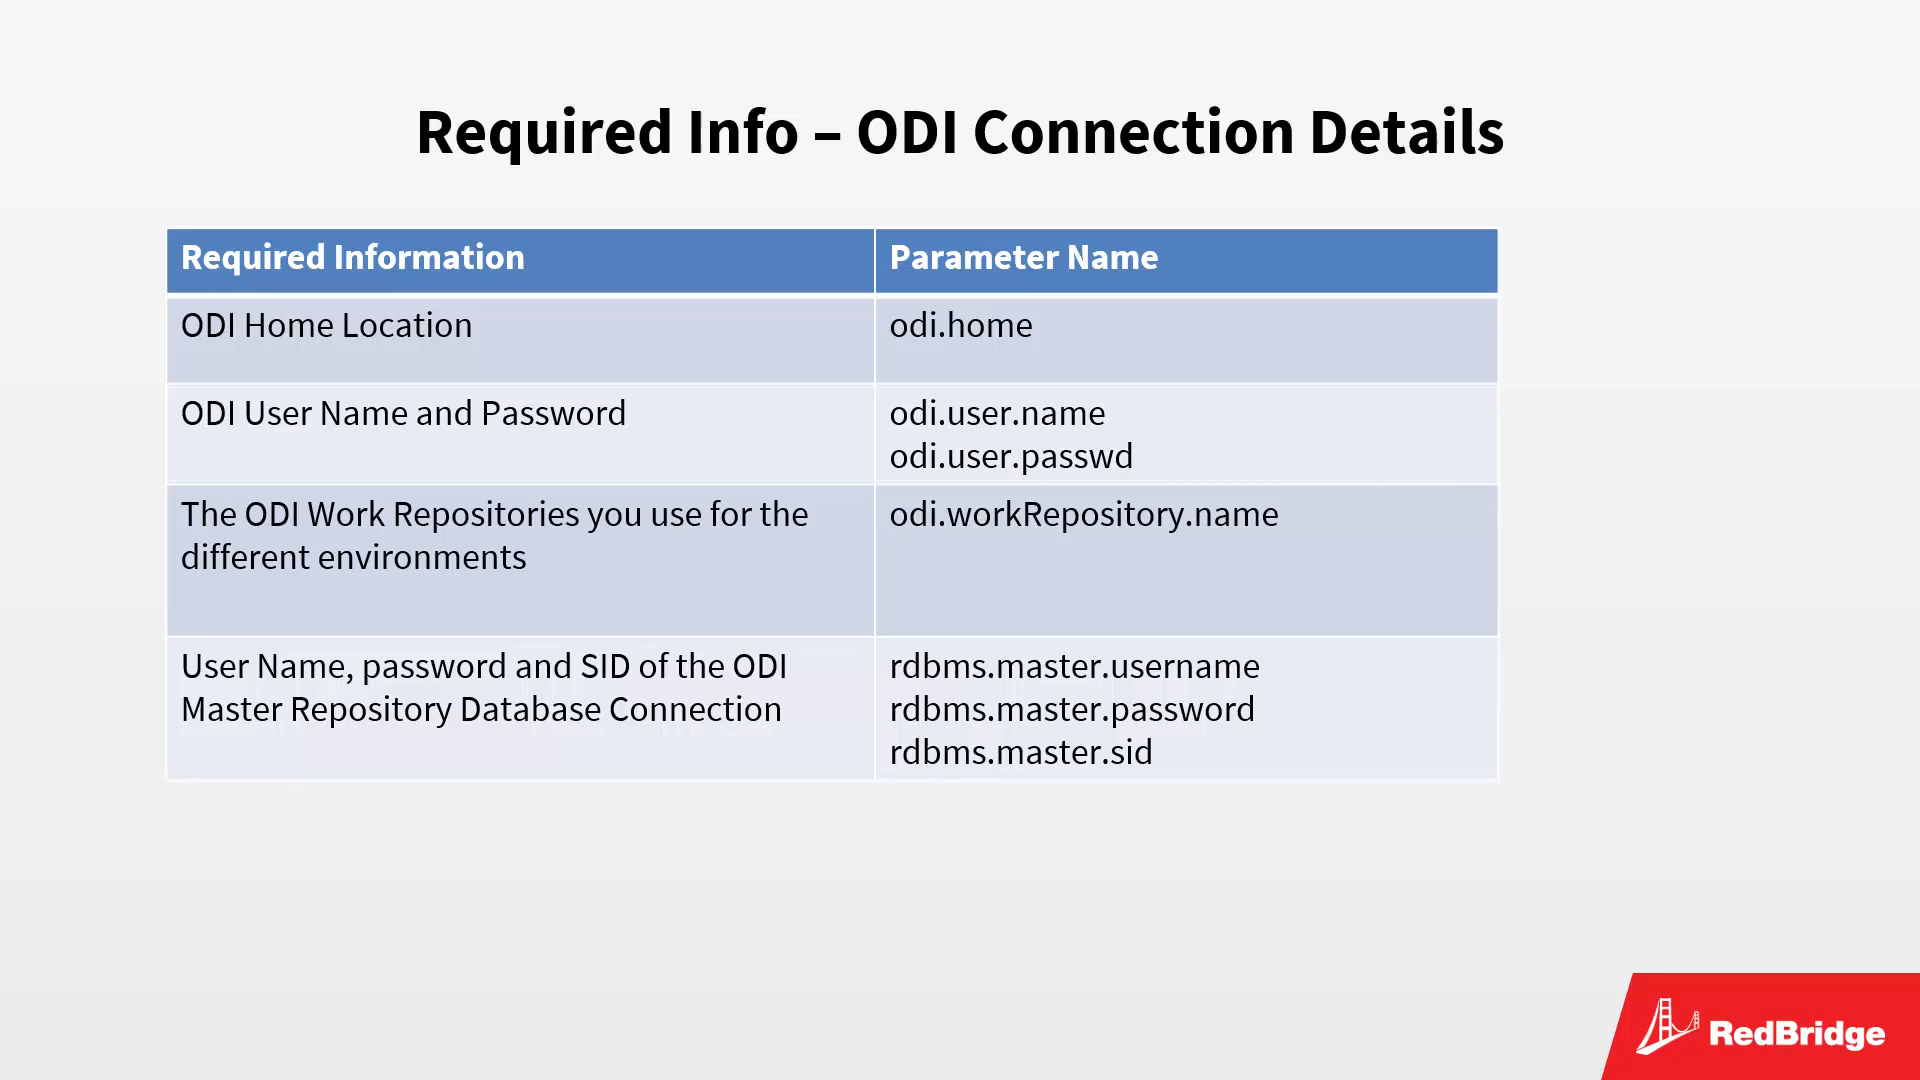 Required Info – ODI Connection Details
Required Information
Parameter Name
ODI Home Location
odi.home
ODI User Name and Password
odi.user.name
odi.user.passwd
The ODI Work Repositories you use for the
different environments
odi.workRepository.name
User Name, password and SID of the ODI
Master Repository Database Connection
rdbms.master.username
rdbms.master.password
rdbms.master.sid
RedBridge